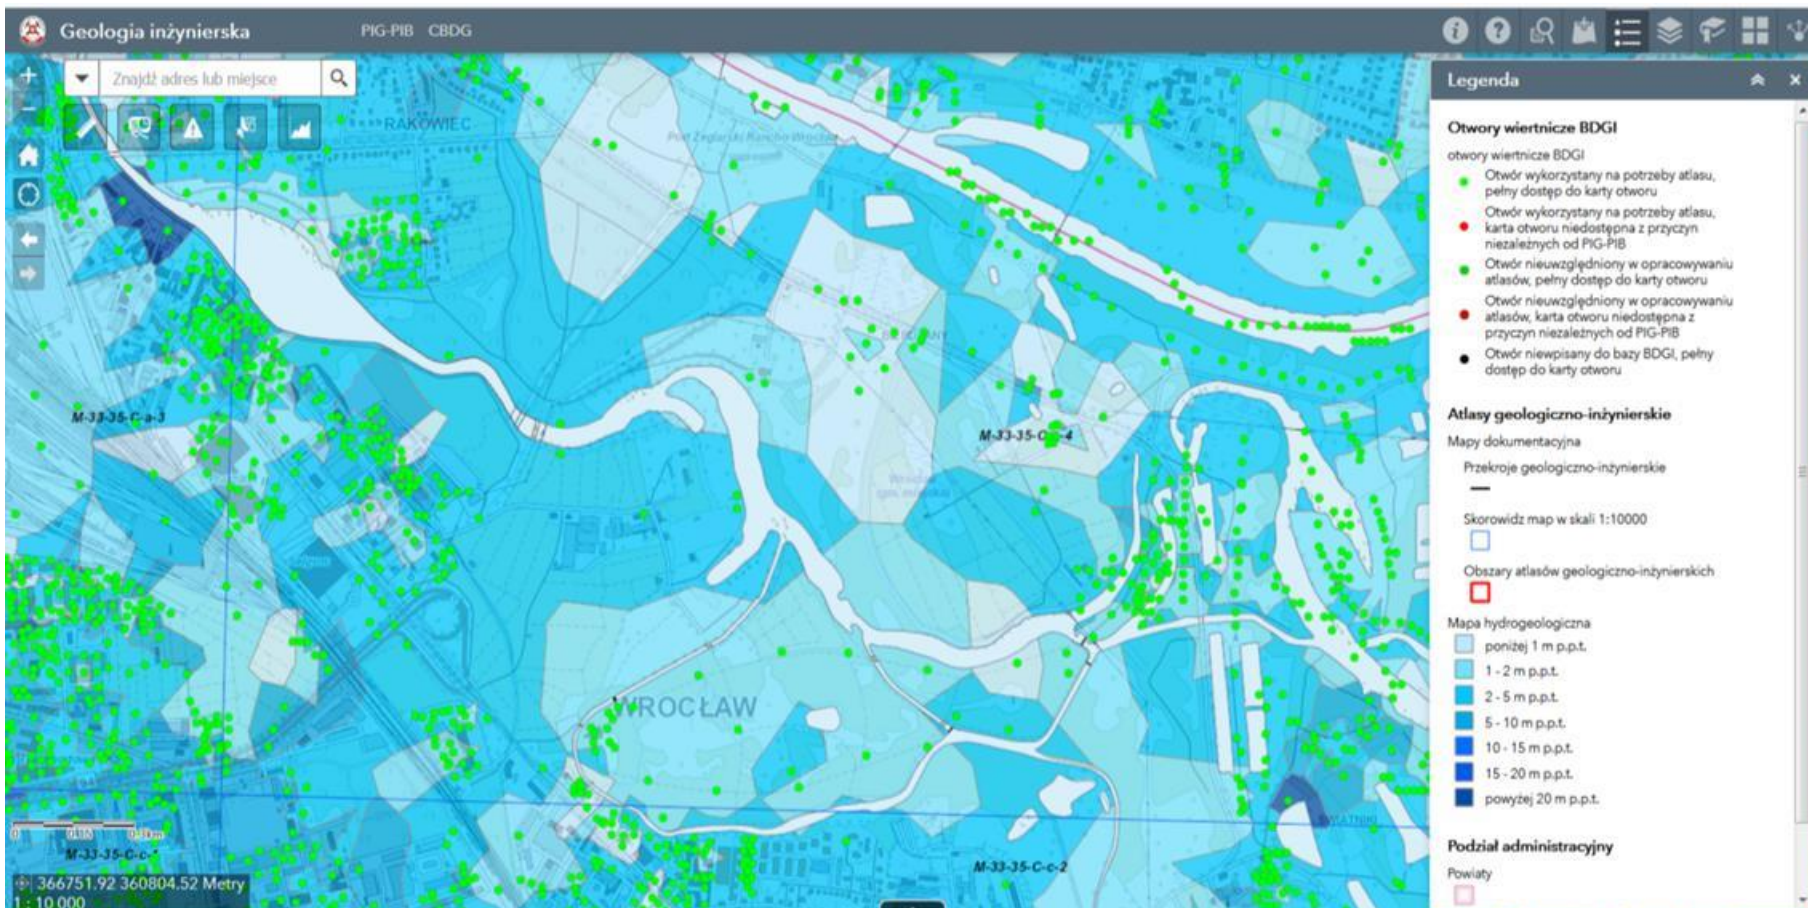 Geologia inżynierska
PIG-PIB CBDG
Znajdź adres lub miejsce
RAKOWIEC
Port Żeglarski Rancho Wrocław
M-33-35-C-a-3
WROCŁAW
M-33-35-C-c-2
0.3km
366751.92 360804.52 Metry
1 : 10 000
Legenda
Otwory wiertnicze BDGI
otwory wiertnicze BDGI
Otwór wykorzystany na potrzeby atlasu,
pełny dostęp do karty otworu
Otwór wykorzystany na potrzeby atlasu,
karta otworu niedostępna z przyczyn
niezależnych od PIG-PIB
Otwór nieuwzględniony w opracowywaniu
atlasów, pełny dostęp do karty otworu
Otwór nieuwzględniony w opracowywaniu
atlasów, karta otworu niedostępna z
przyczyn niezależnych od PIG-PIB
Otwór niewpisany do bazy BDGI, pełny
dostęp do karty otworu
Atlasy geologiczno-inżynierskie
Mapy dokumentacyjna
Przekroje geologiczno-inżynierskie
Skorowidz map w skali 1:10000
Obszary atlasów geologiczno-inżynierskich
Mapa hydrogeologiczna
poniżej 1 m p.p.t.
1 - 2 m p.p.t.
2 - 5 m p.p.t.
5 - 10 m p.p.t.
10 - 15 m p.p.t.
15 - 20 m p.p.t.
powyżej 20 m p.p.t.
Podział administracyjny
Powiaty